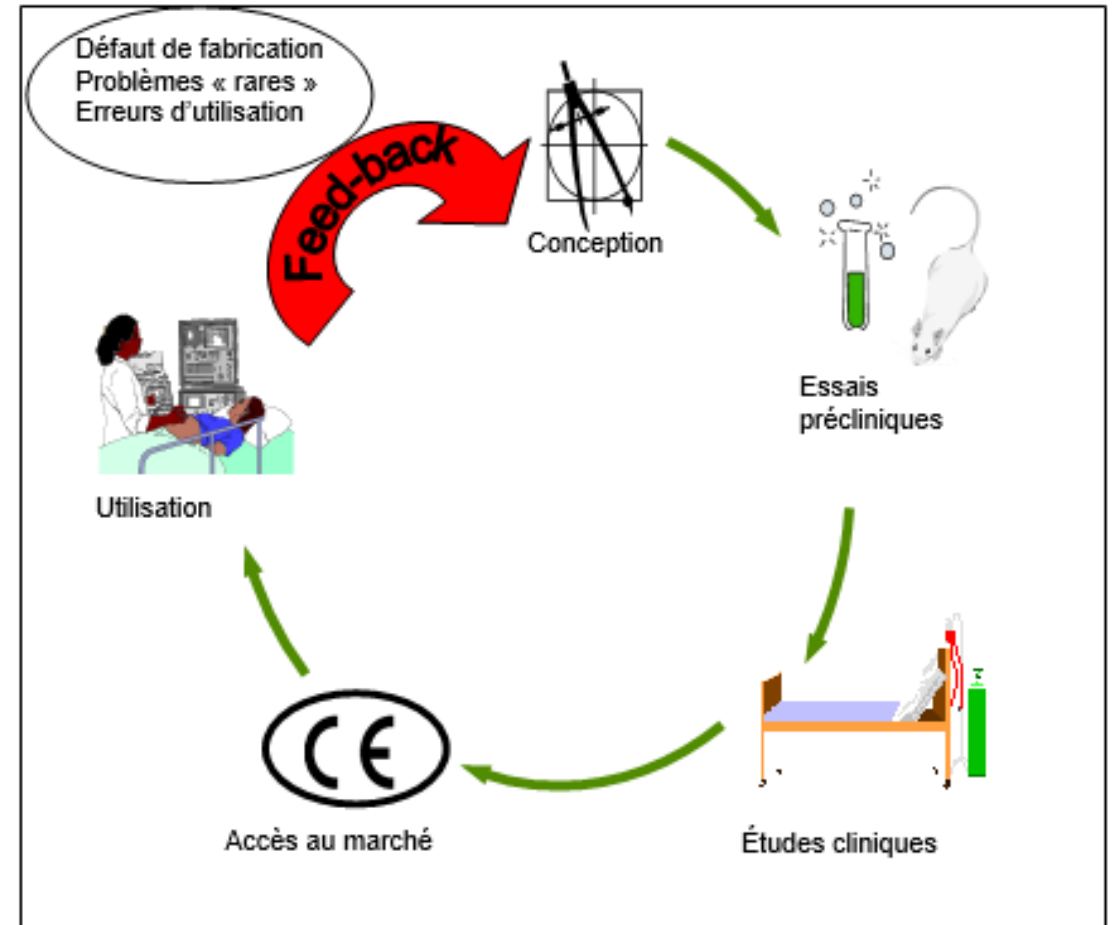 Défaut de fabrication
Problèmes « rares »
Erreurs d'utilisation
Feed-back
Conception
Essais
précliniques
Utilisation
CE
Accès au marché
Études cliniques